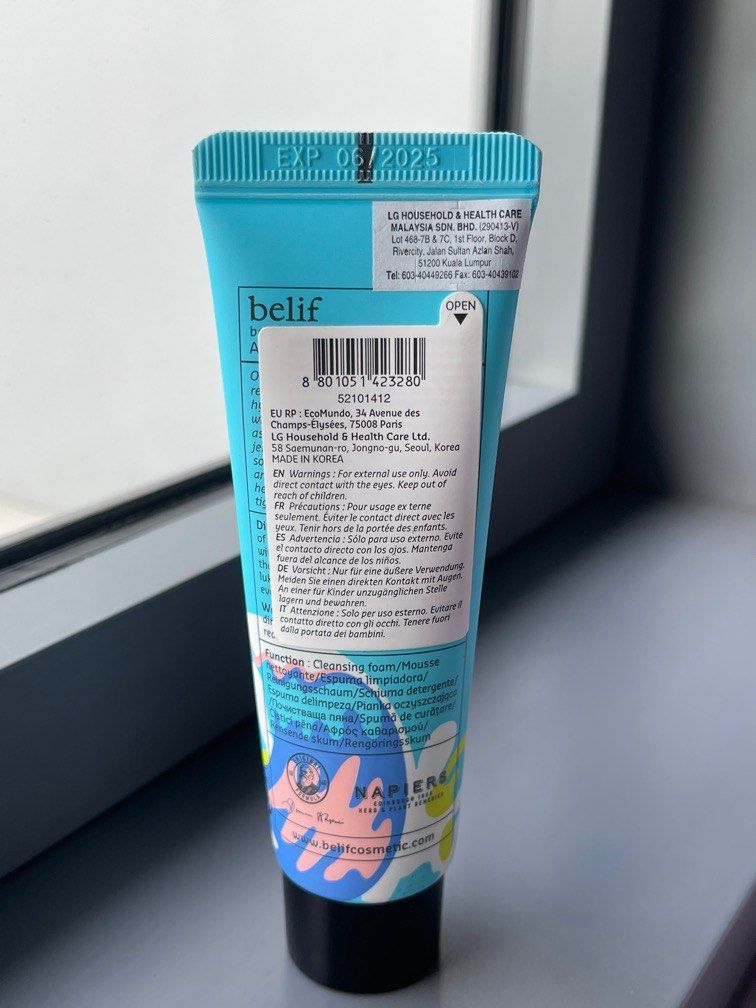 EXP 06/2025
LG HOUSEHOLD & HEALTH CARE
MALAYSIA SDN. BHD. (290413-V)
Lot 468-7B & 7C, 1st Floor, Block D,
Rivercity, Jalan Sultan Azlan Shah,
51200 Kuala Lumpur
Tel: 603-40449266 Fax: 603-40439102
belif
OPEN
8 801051 423280
52101412
EU RP : EcoMundo, 34 Avenue des
Champs-Élysées, 75008 Paris
LG Household & Health Care Ltd.
58 Saemunan-ro, Jongno-gu, Seoul, Korea
MADE IN KOREA
EN Warnings : For external use only. Avoid
direct contact with the eyes. Keep out of
reach of children.
FR Précautions : Pour usage ex terne
seulement. Éviter le contact direct avec les
yeux. Tenir hors de la portée des enfants.
ES Advertencia : Sólo para uso externo. Evite
el contacto directo con los ojos. Mantenga
fuera del alcance de los niños.
DE Vorsicht : Nur für eine äußere Verwendung.
Meiden Sie einen direkten Kontakt mit Augen.
An einer für Kinder unzugänglichen Stelle
lagern und bewahren.
IT Attenzione : Solo per uso esterno. Evitare il
contatto diretto con gli occhi. Tenere fuori
dalla portata dei bambini.
Function : Cleansing foam/Mousse
nettoyante/Espuma limpiadora/
Reinigungsschaum/Schiuma detergente/
Espuma delimpeza/Pianka oczyszczająca
/Почистваща пяна/Spumă de curăţare/
Čisticí pěna/Αφρός καθαρισμού/
Rensende skum/Rengöringsskum
ORIGINAL
FORMULA
NAPIERS
EDINBURGH 1860
HERB & PLANT REMEDIES
www.belifcosmetic.com